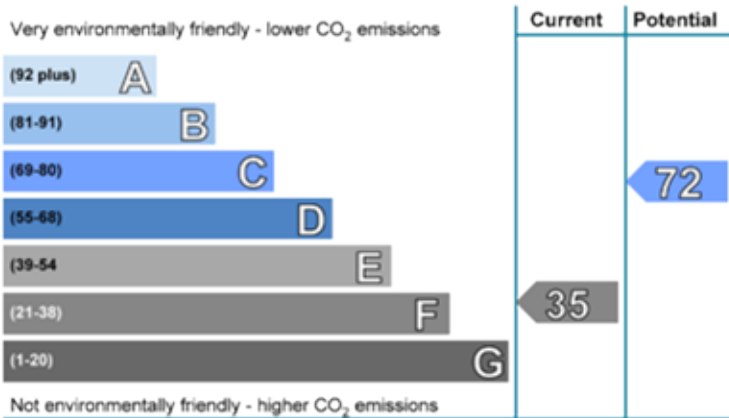 Current Potential
Very environmentally friendly - lower CO₂ emissions
(92 plus) A
(81-91) B
(69-80) C
72
(55-68) D
(39-54 E
(21-38) F
35
(1-20) G
Not environmentally friendly - higher CO₂ emissions